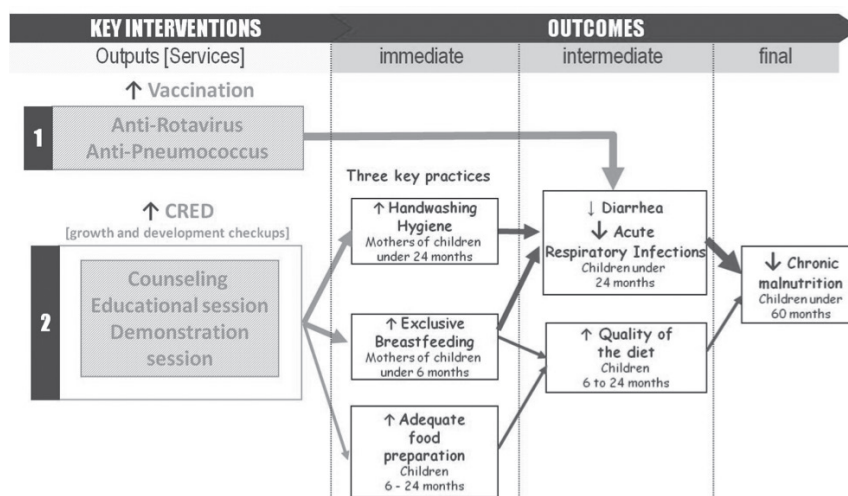 KEY INTERVENTIONS
OUTCOMES
Outputs [Services]
immediate
intermediate
final
↑ Vaccination
1
Anti-Rotavirus
Anti-Pneumococcus
↑ CRED
[growth and development checkups]
2
Counseling
Educational session
Demonstration
session
Three key practices
↑ Handwashing
Hygiene
Mothers of children
under 24 months
↑ Exclusive
Breastfeeding
Mothers of children
under 6 months
↑ Adequate
food
preparation
Children
6 - 24 months
↓ Diarrhea
↓ Acute
Respiratory Infections
Children under
24 months
↑ Quality of
the diet
Children
6 to 24 months
↓ Chronic
malnutrition
Children under
60 months